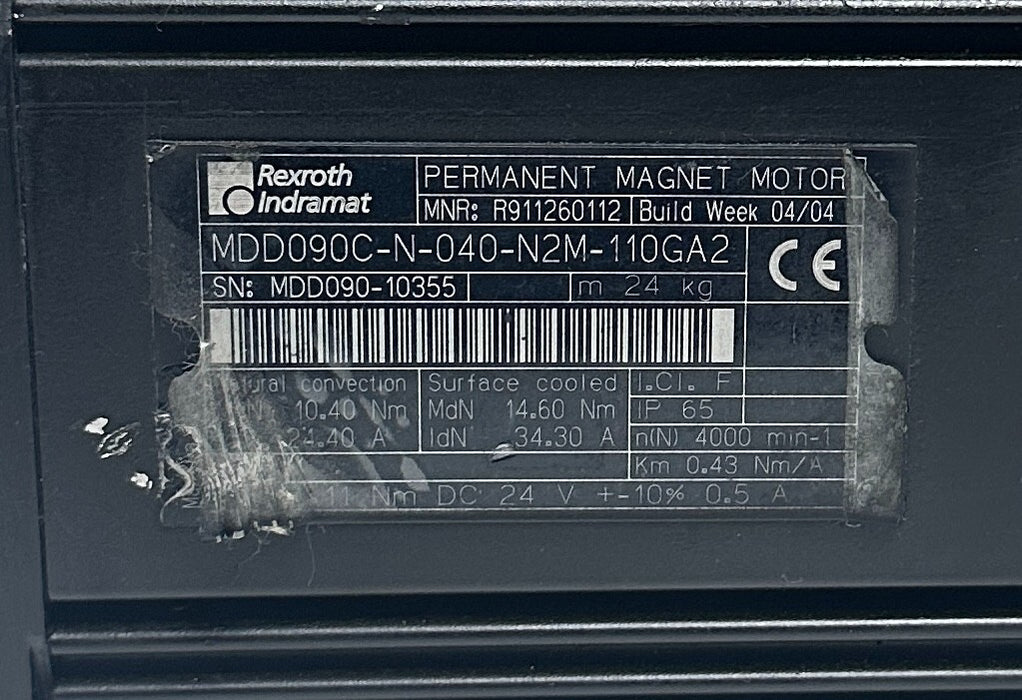 Rexroth
Indramat
PERMANENT MAGNET MOTOR
MNR: R911260112 Build Week 04/04
MDD090C-N-040-N2M-110GA2
CE
SN: MDD090-10355 m 24 kg
convection Surface cooled I.Cl. F
10.40 Nm MdN 14.60 Nm IP 65
24.40 A IdN 34.30 A n(N) 4000 min-1
Km 0.43 Nm/A
11 Nm DC 24 V +-10% 0.5 A